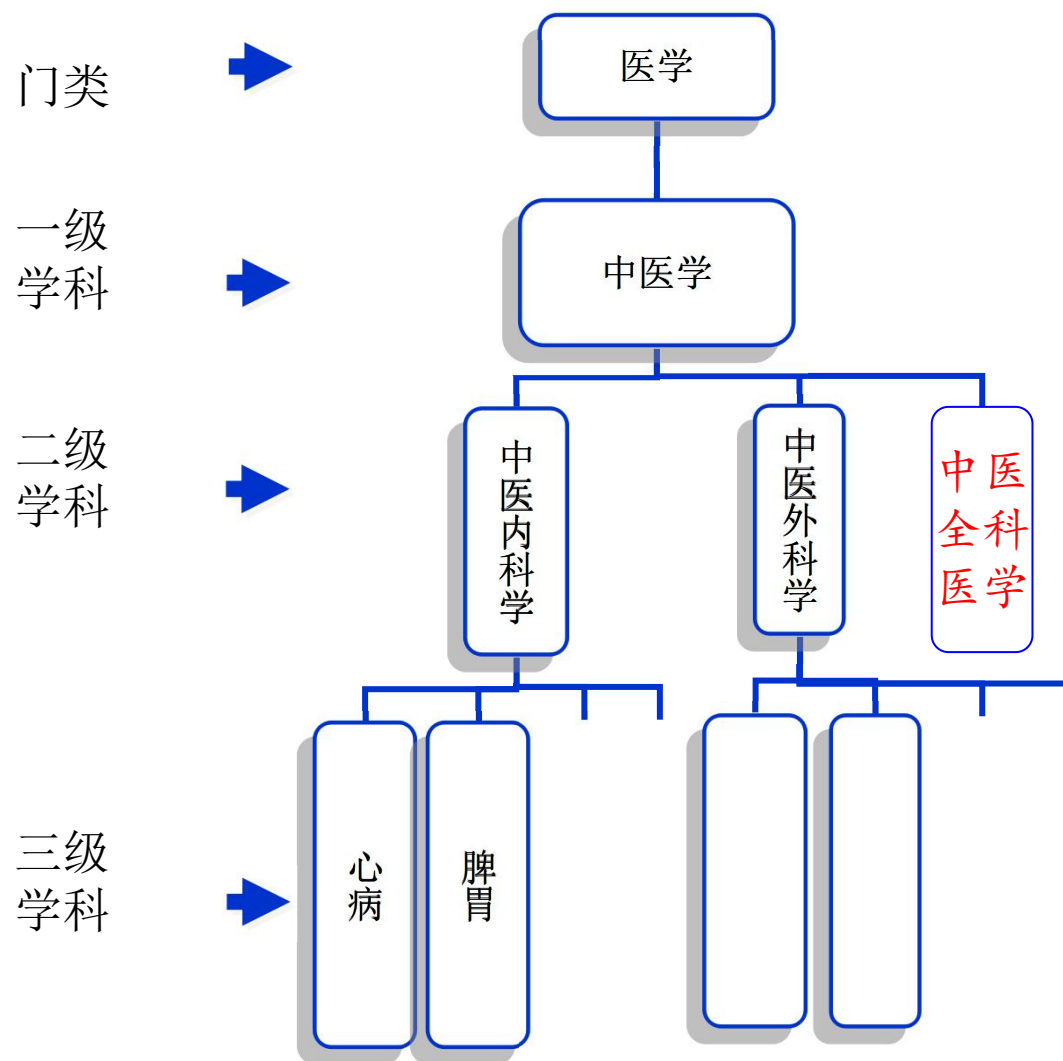 门类
医学
一级
学科
中医学
二级
学科
中医内科学
中医外科学
中医
全科
医学
三级
学科
心病
脾胃